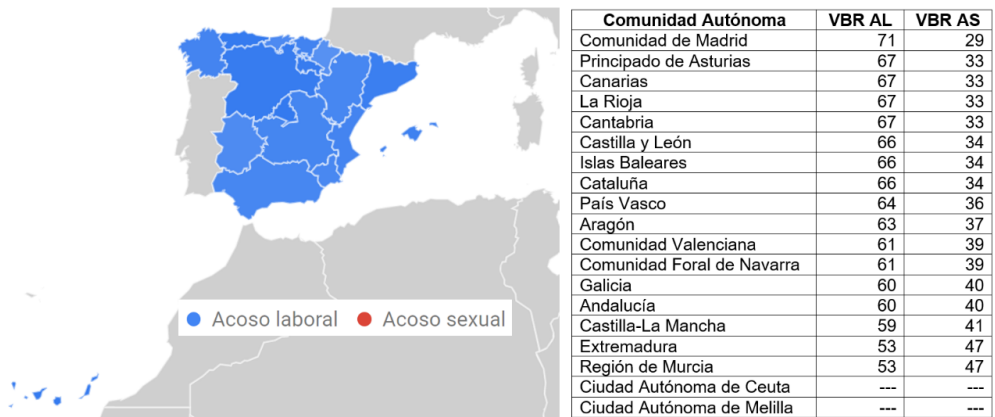 Acoso laboral Acoso sexual
Comunidad Autónoma VBR AL VBR AS
Comunidad de Madrid 71 29
Principado de Asturias 67 33
Canarias 67 33
La Rioja 67 33
Cantabria 67 33
Castilla y León 66 34
Islas Baleares 66 34
Cataluña 66 34
País Vasco 64 36
Aragón 63 37
Comunidad Valenciana 61 39
Comunidad Foral de Navarra 61 39
Galicia 60 40
Andalucía 60 40
Castilla-La Mancha 59 41
Extremadura 53 47
Región de Murcia 53 47
Ciudad Autónoma de Ceuta --- ---
Ciudad Autónoma de Melilla --- ---